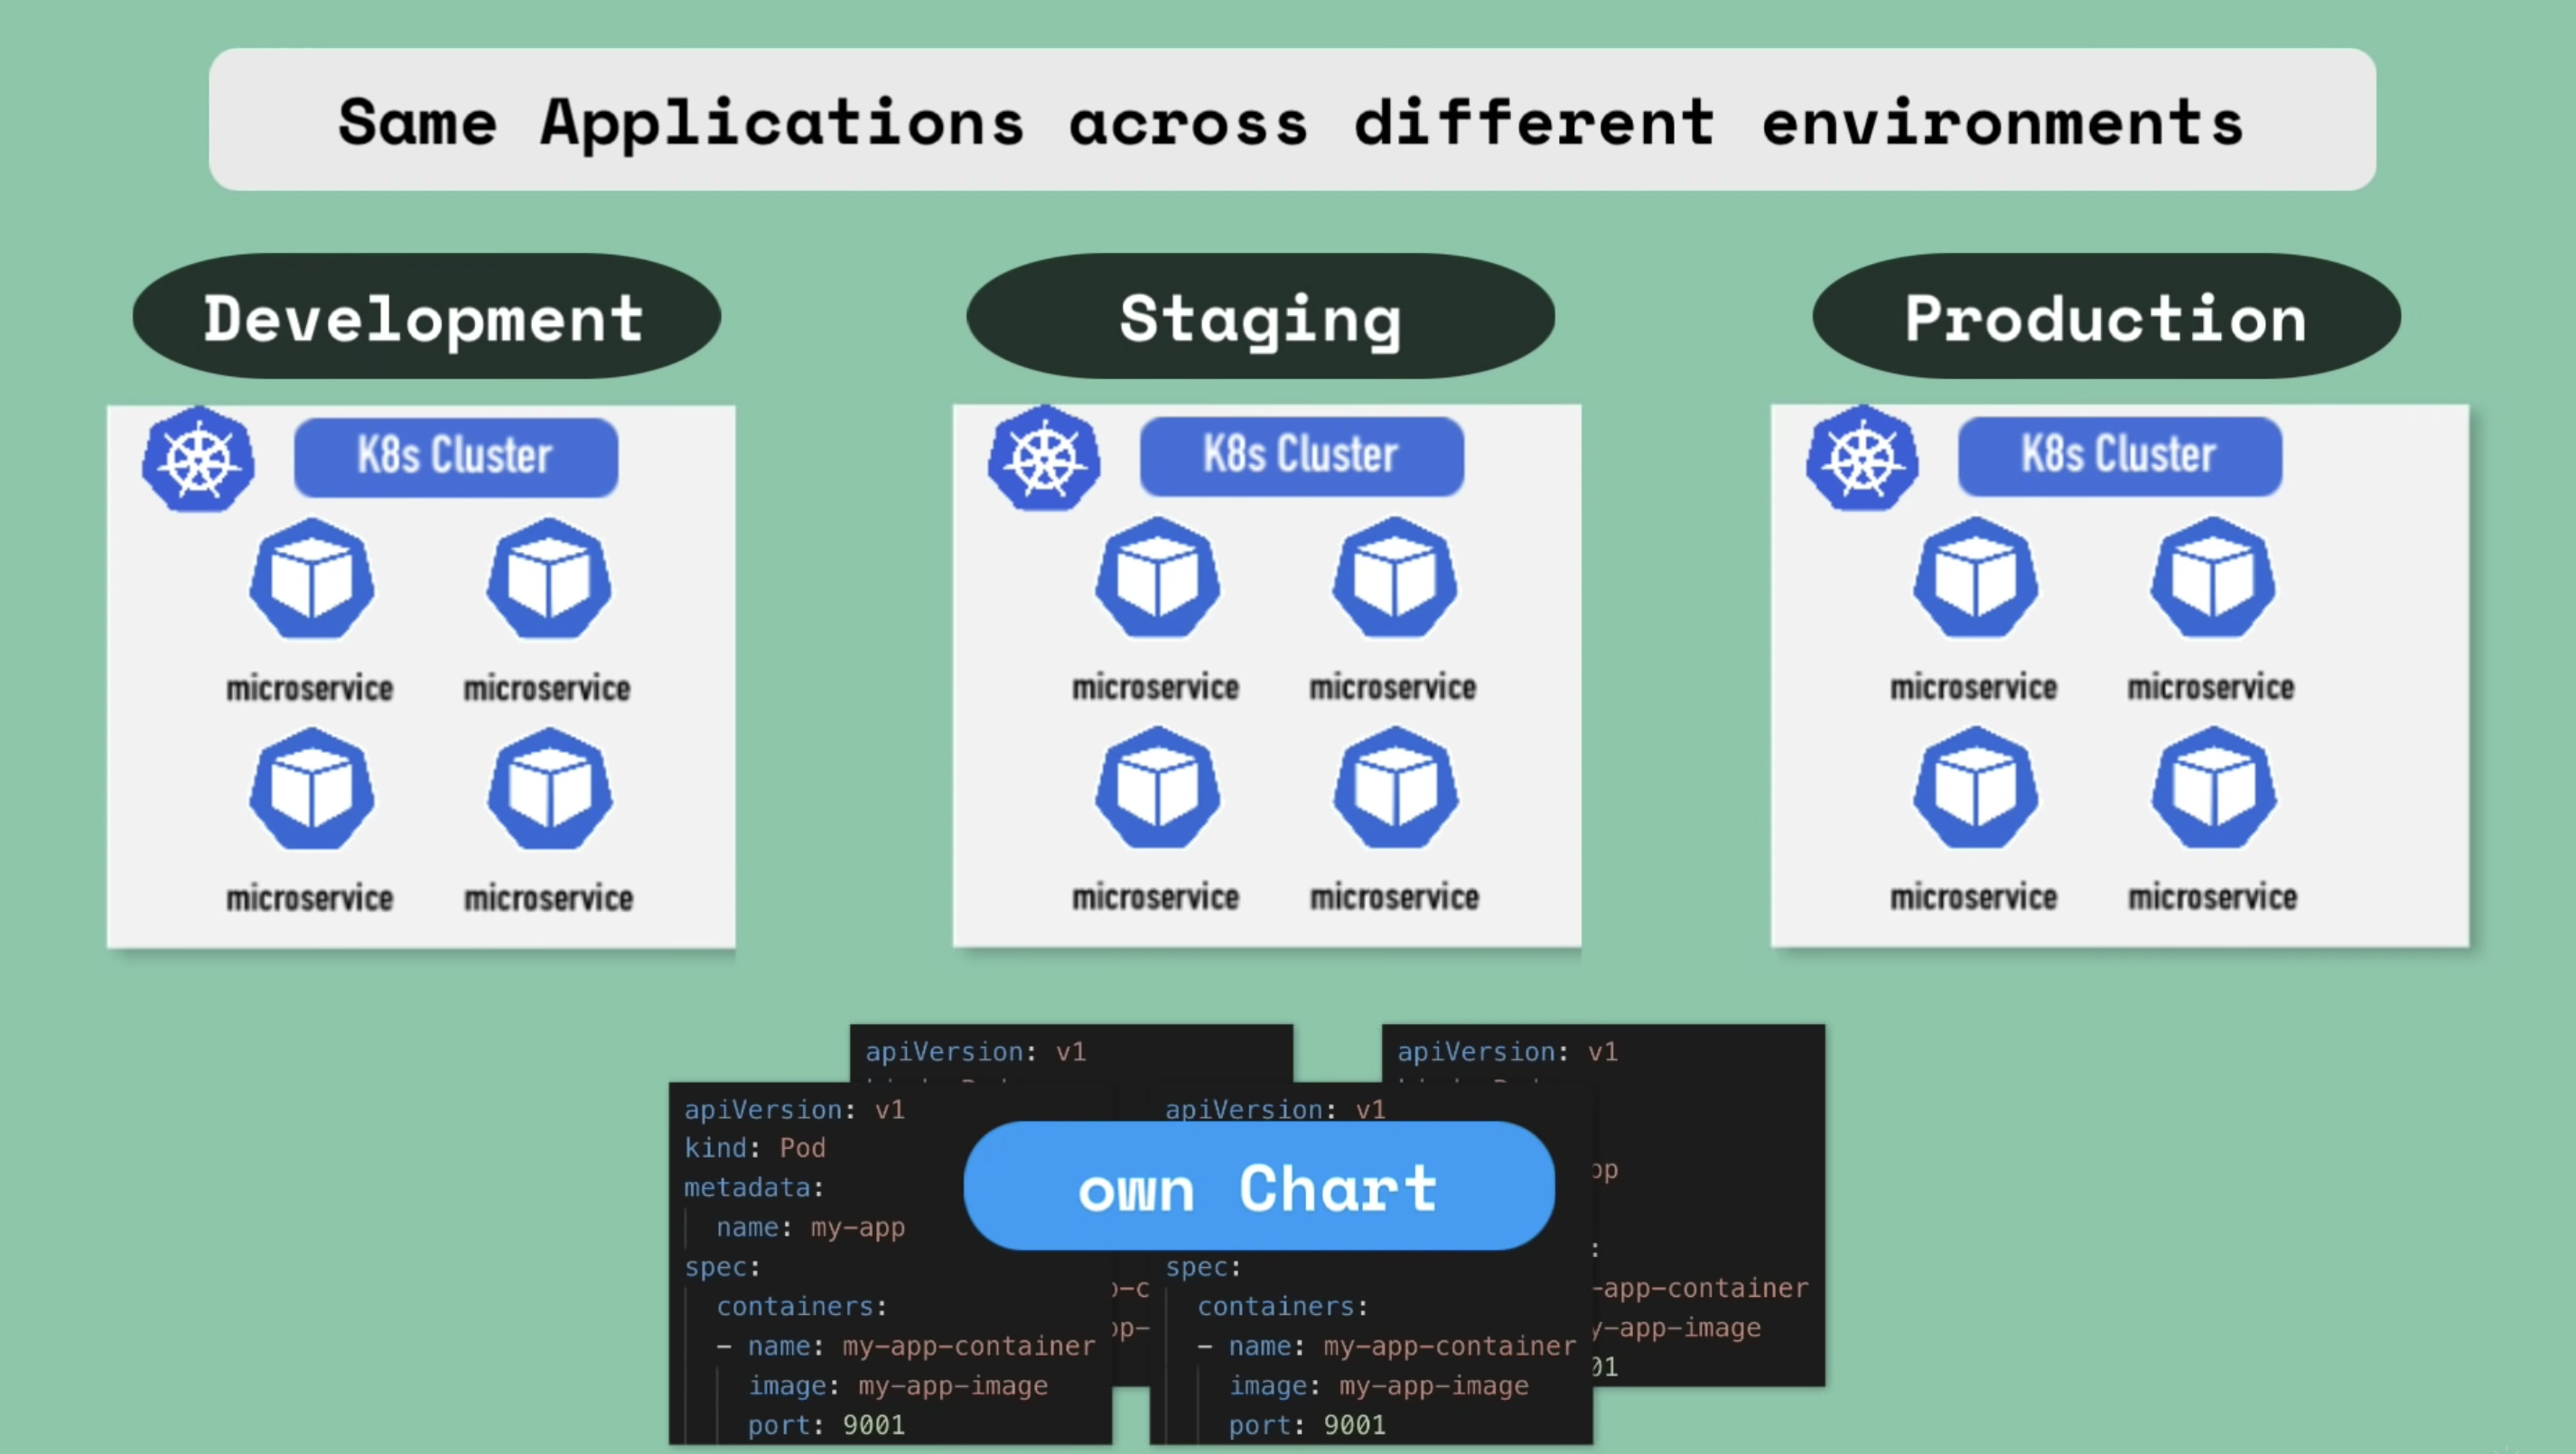 Same Applications across different environments
Development
K8s Cluster
microservice microservice
microservice microservice
Staging
K8s Cluster
microservice microservice
microservice microservice
Production
K8s Cluster
microservice microservice
microservice microservice
apiVersion: v1
apiVersion: v1
-app-container
-app-image
01
apiVersion: v1
kind: Pod
metadata:
name: my-app
spec:
containers:
- name: my-app-container
image: my-app-image
port: 9001
apiVersion: v1
own Chart
spec:
containers:
- name: my-app-container
image: my-app-image
port: 9001